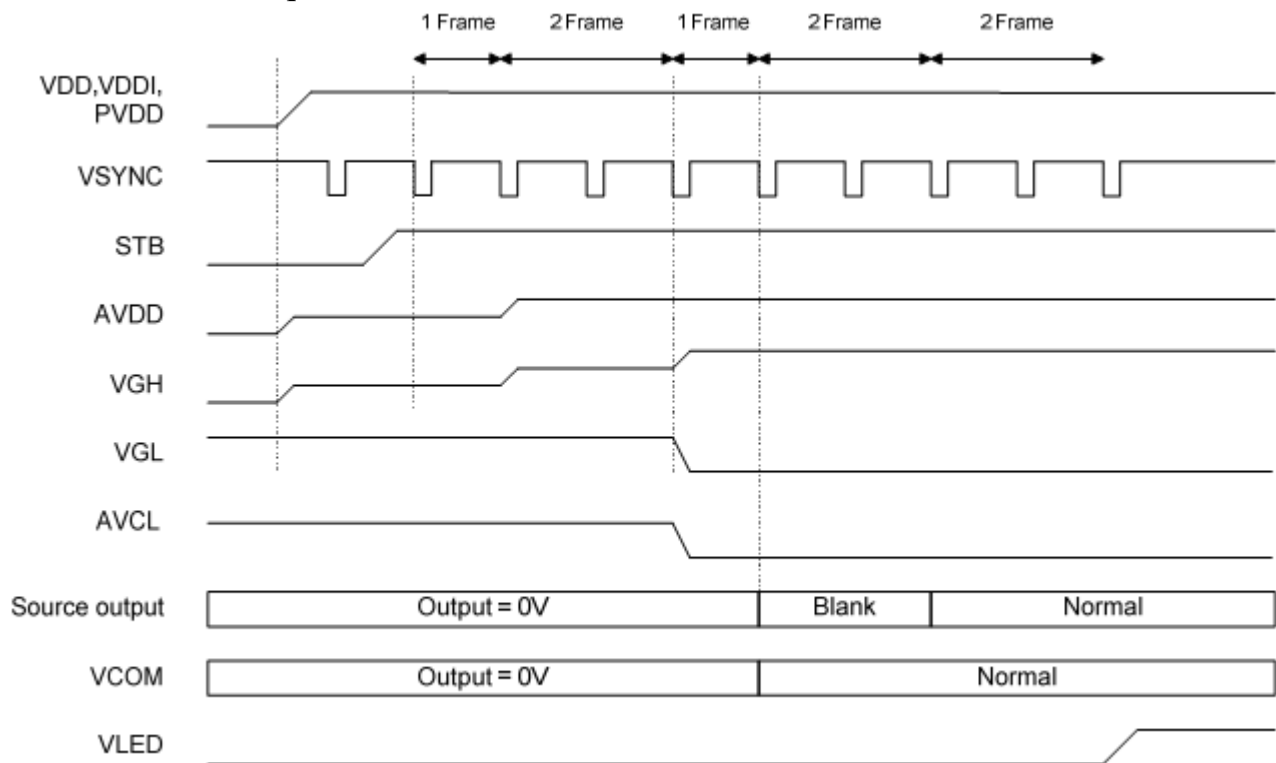 1 Frame 2 Frame 1 Frame 2 Frame 2 Frame
VDD,VDDI,
PVDD
VSYNC
STB
AVDD
VGH
VGL
AVCL
Source output Output = 0V Blank Normal
VCOM Output = 0V Normal
VLED